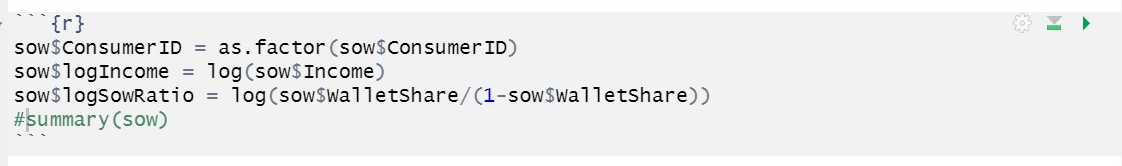 ```{r}
sow$ConsumerID = as.factor(sow$ConsumerID)
sow$logIncome = log(sow$Income)
sow$logSowRatio = log(sow$WalletShare/(1-sow$WalletShare))
#summary(sow)
```